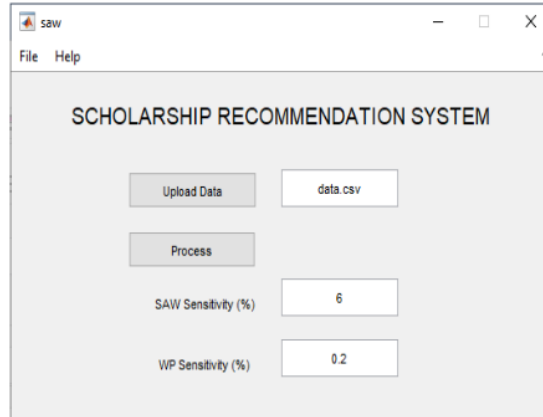 saw
File Help
SCHOLARSHIP RECOMMENDATION SYSTEM
Upload Data data.csv
Process
SAW Sensitivity (%) 6
WP Sensitivity (%) 0.2